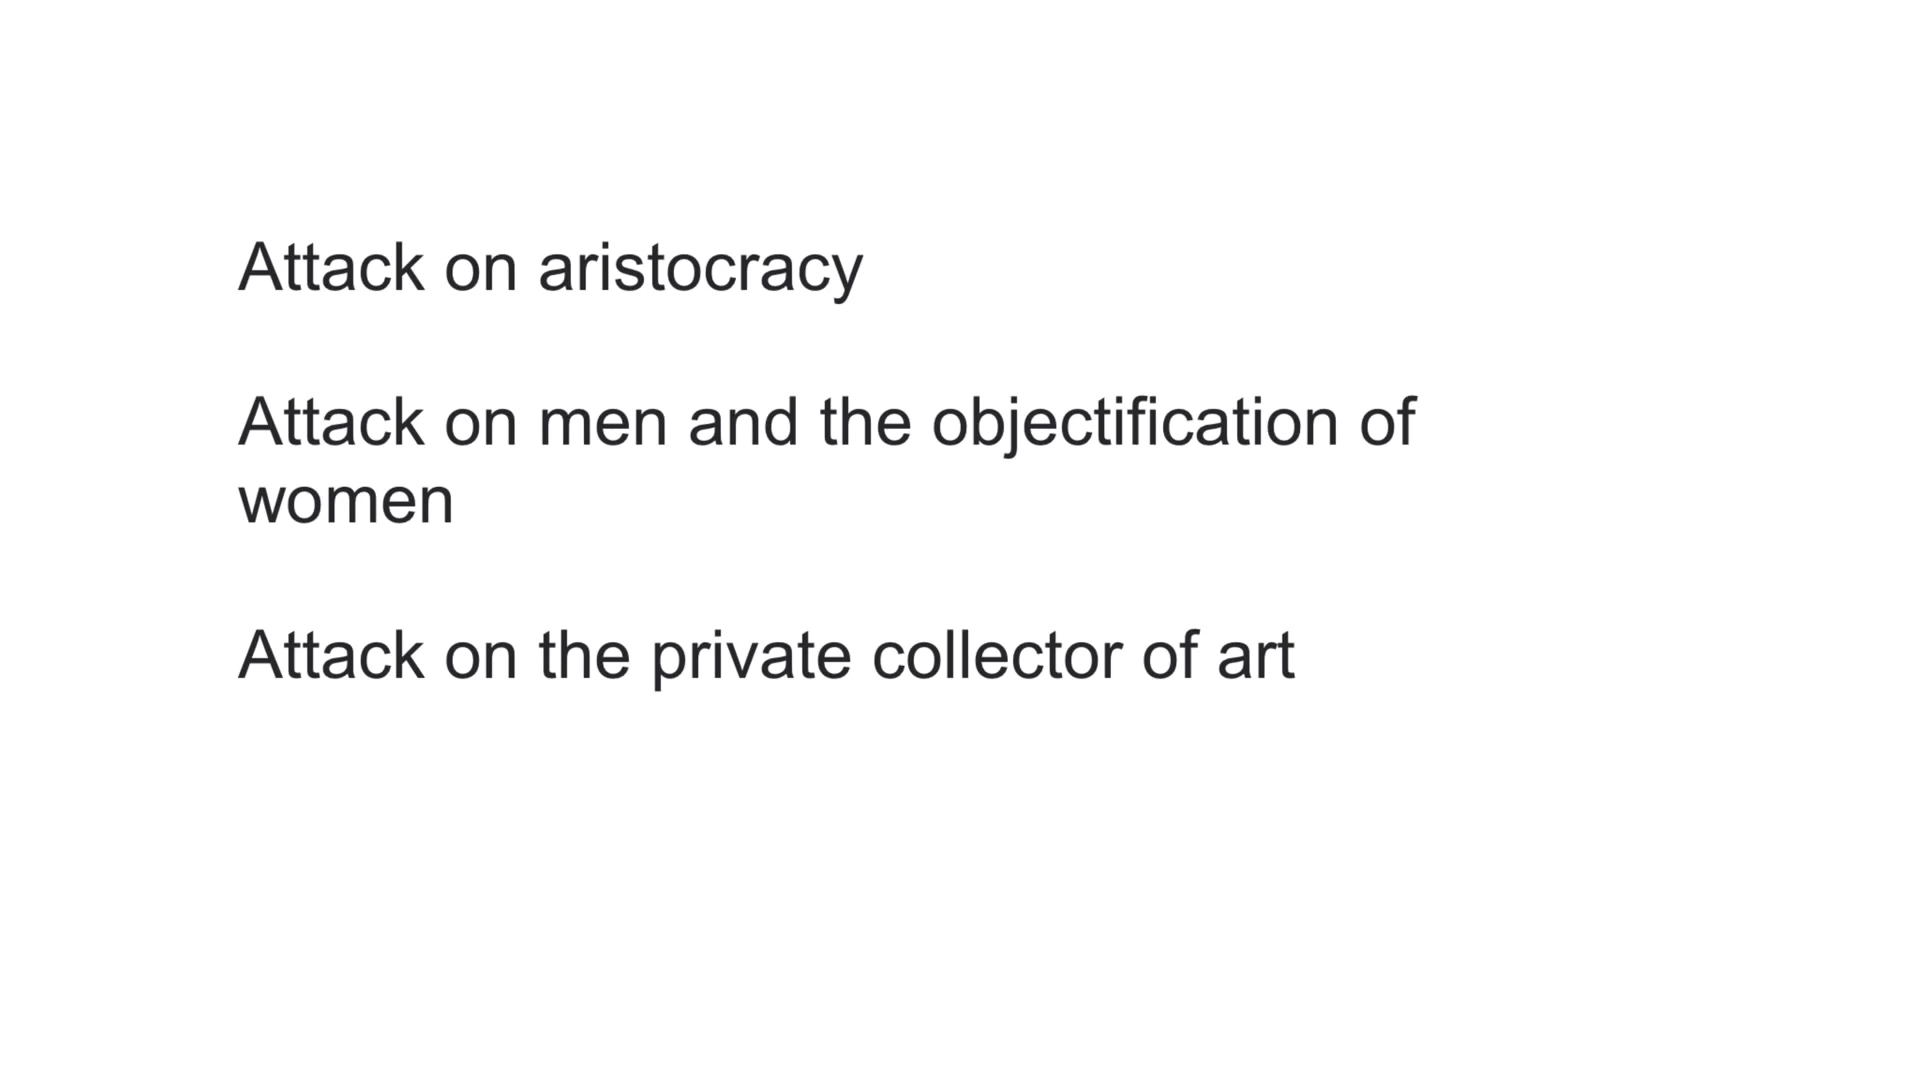 Attack on aristocracy
Attack on men and the objectification of
women
Attack on the private collector of art